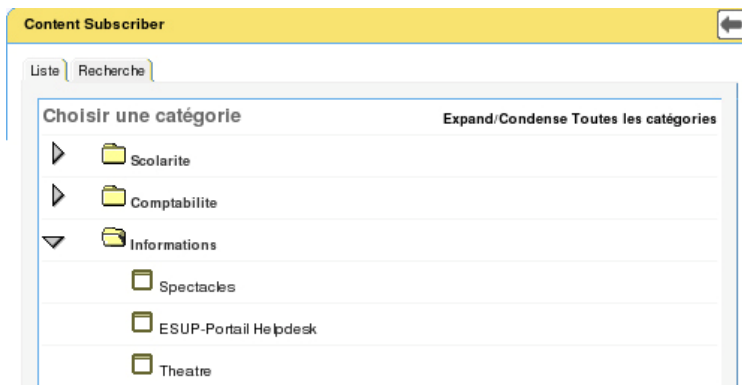 Content Subscriber
Liste Recherche
Choisir une catégorie Expand/Condense Toutes les catégories
Scolarite
Comptabilite
Informations
Spectacles
ESUP-Portail Helpdesk
Theatre